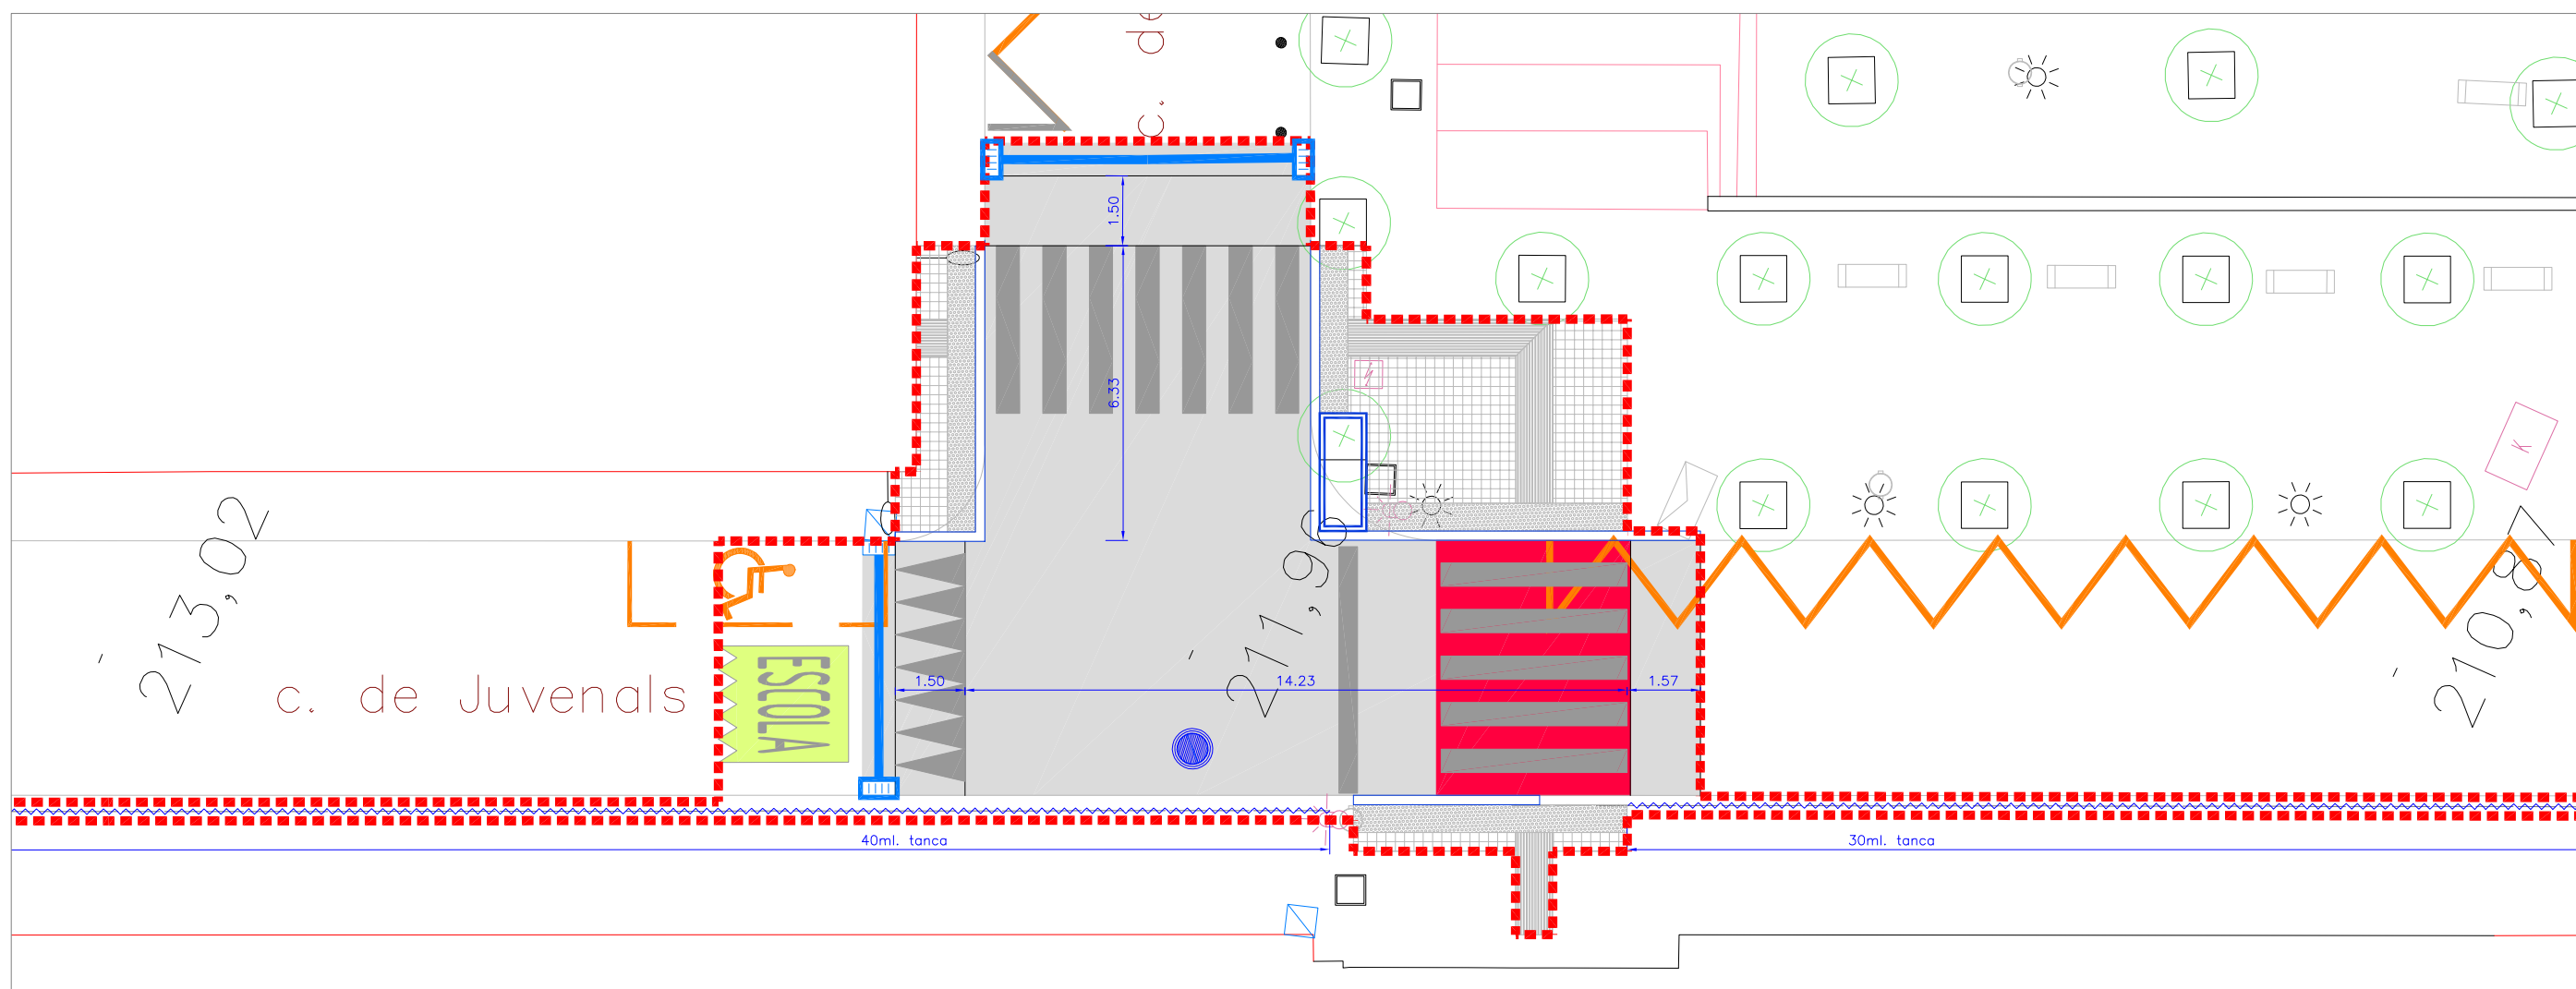 c. de
1.50
6.33
213,02
211,96
210,87
K
ESCOLA
c. de Juvenals
1.50
14.23
1.57
40ml. tanca
30ml. tanca